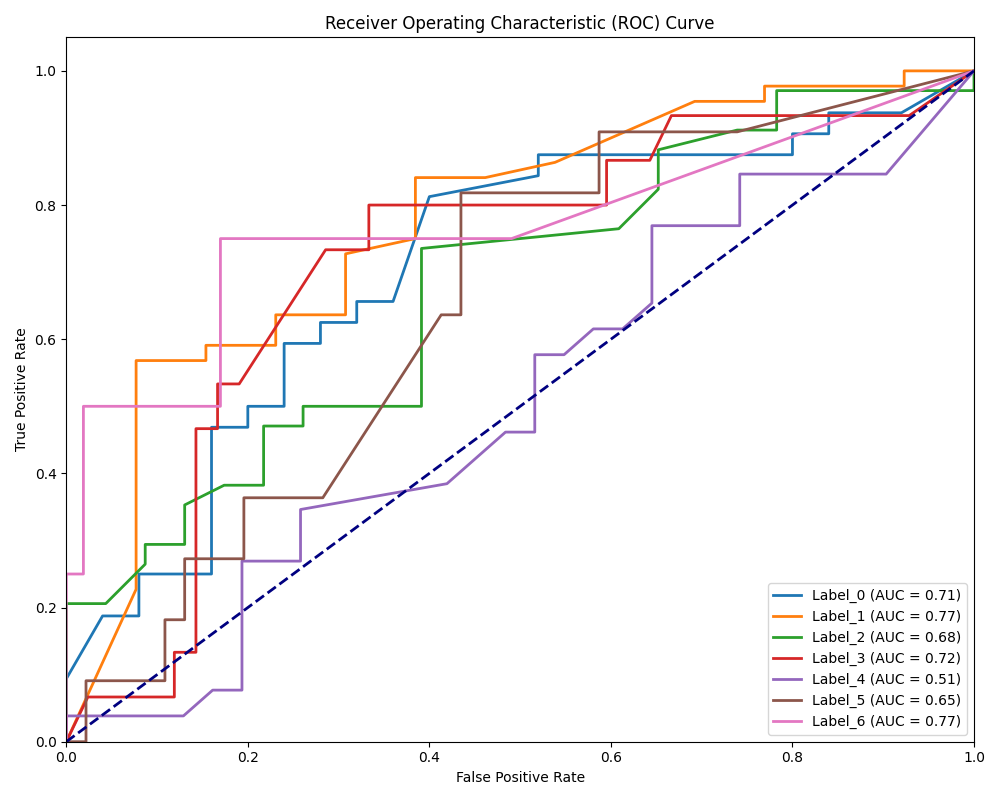 Receiver Operating Characteristic (ROC) Curve
True Positive Rate
1.0
0.8
0.6
0.4
0.2
0.0
Label_0 (AUC = 0.71)
Label_1 (AUC = 0.77)
Label_2 (AUC = 0.68)
Label_3 (AUC = 0.72)
Label_4 (AUC = 0.51)
Label_5 (AUC = 0.65)
Label_6 (AUC = 0.77)
0.0 0.2 0.4 0.6 0.8 1.0
False Positive Rate